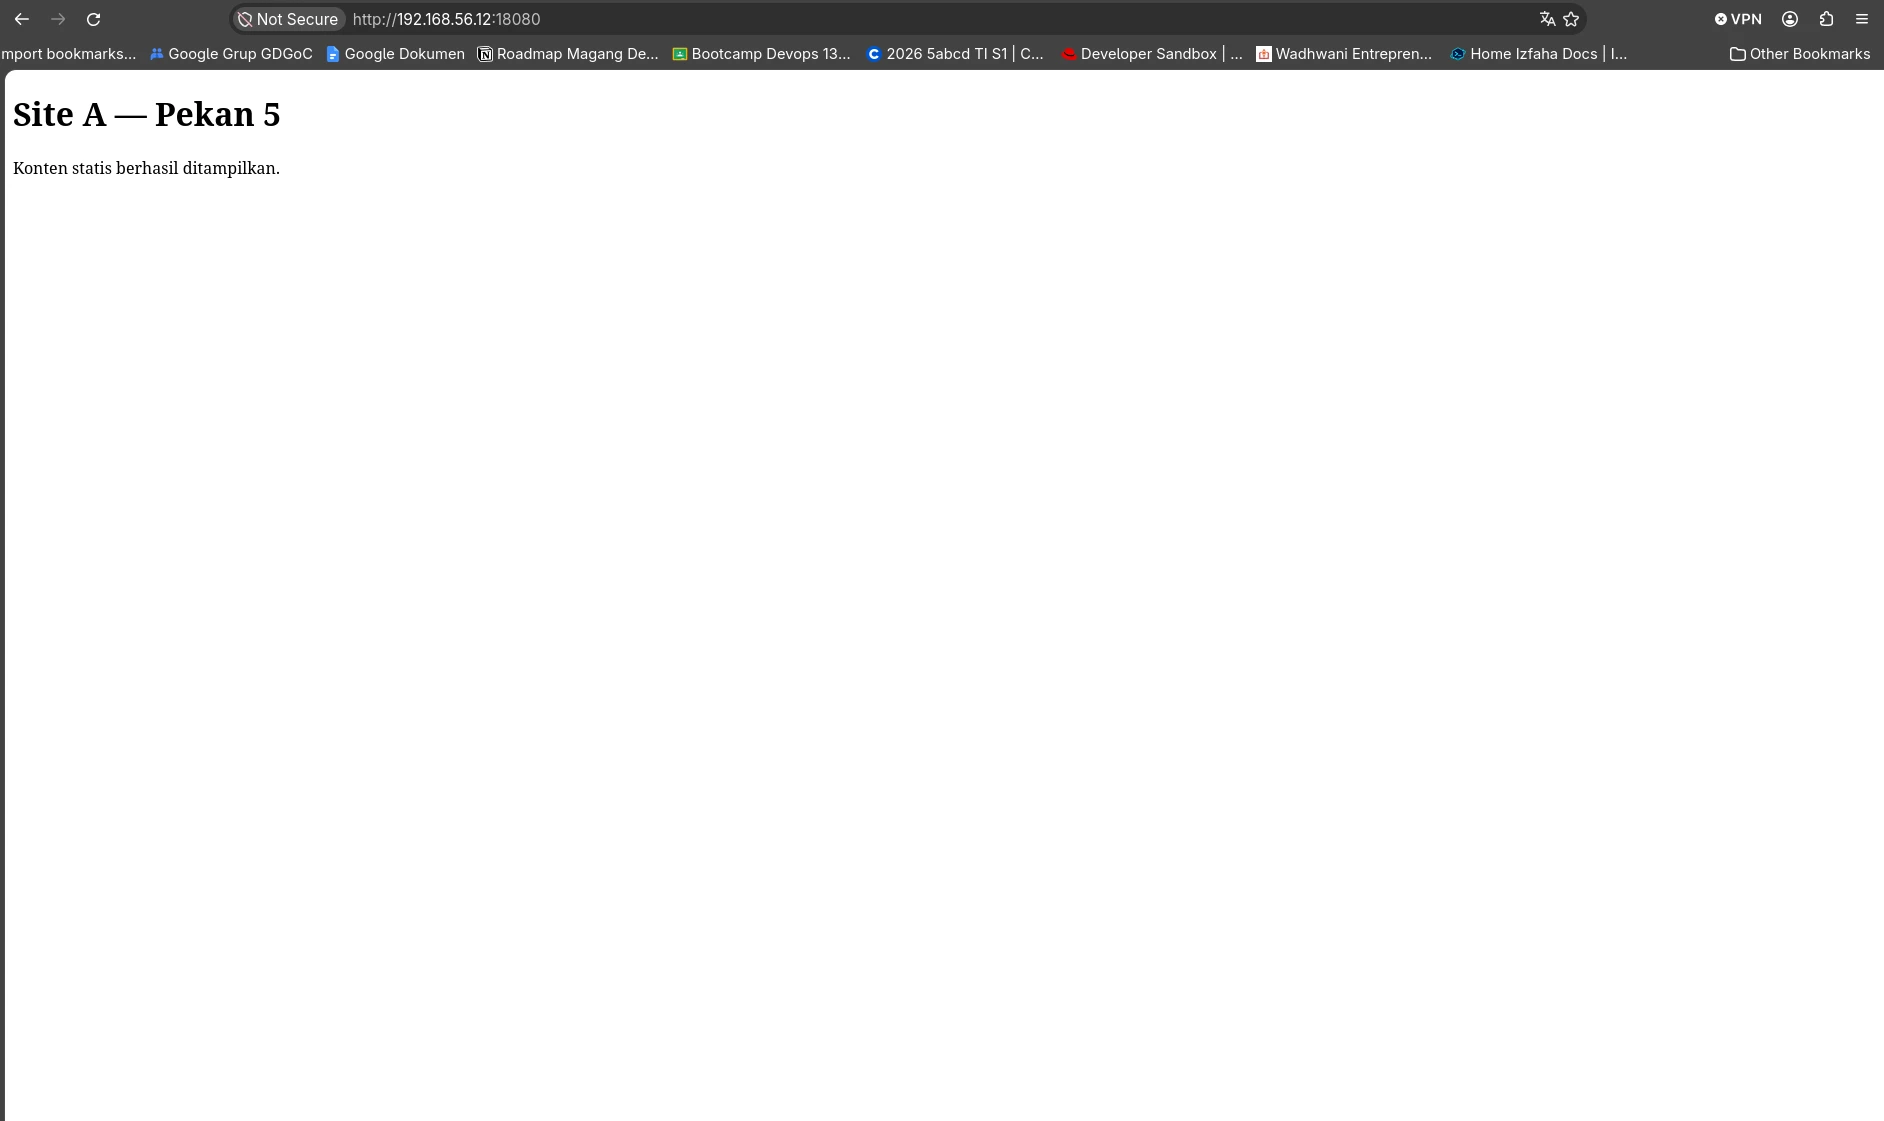 Not Secure http://192.168.56.12:18080 VPN
mport bookmarks... Google Grup GDGoC Google Dokumen Roadmap Magang De... Bootcamp Devops 13... 2026 5abcd TI S1 | C... Developer Sandbox | ... Wadhwani Entrepren... Home Izfaha Docs | I... Other Bookmarks
Site A — Pekan 5
Konten statis berhasil ditampilkan.